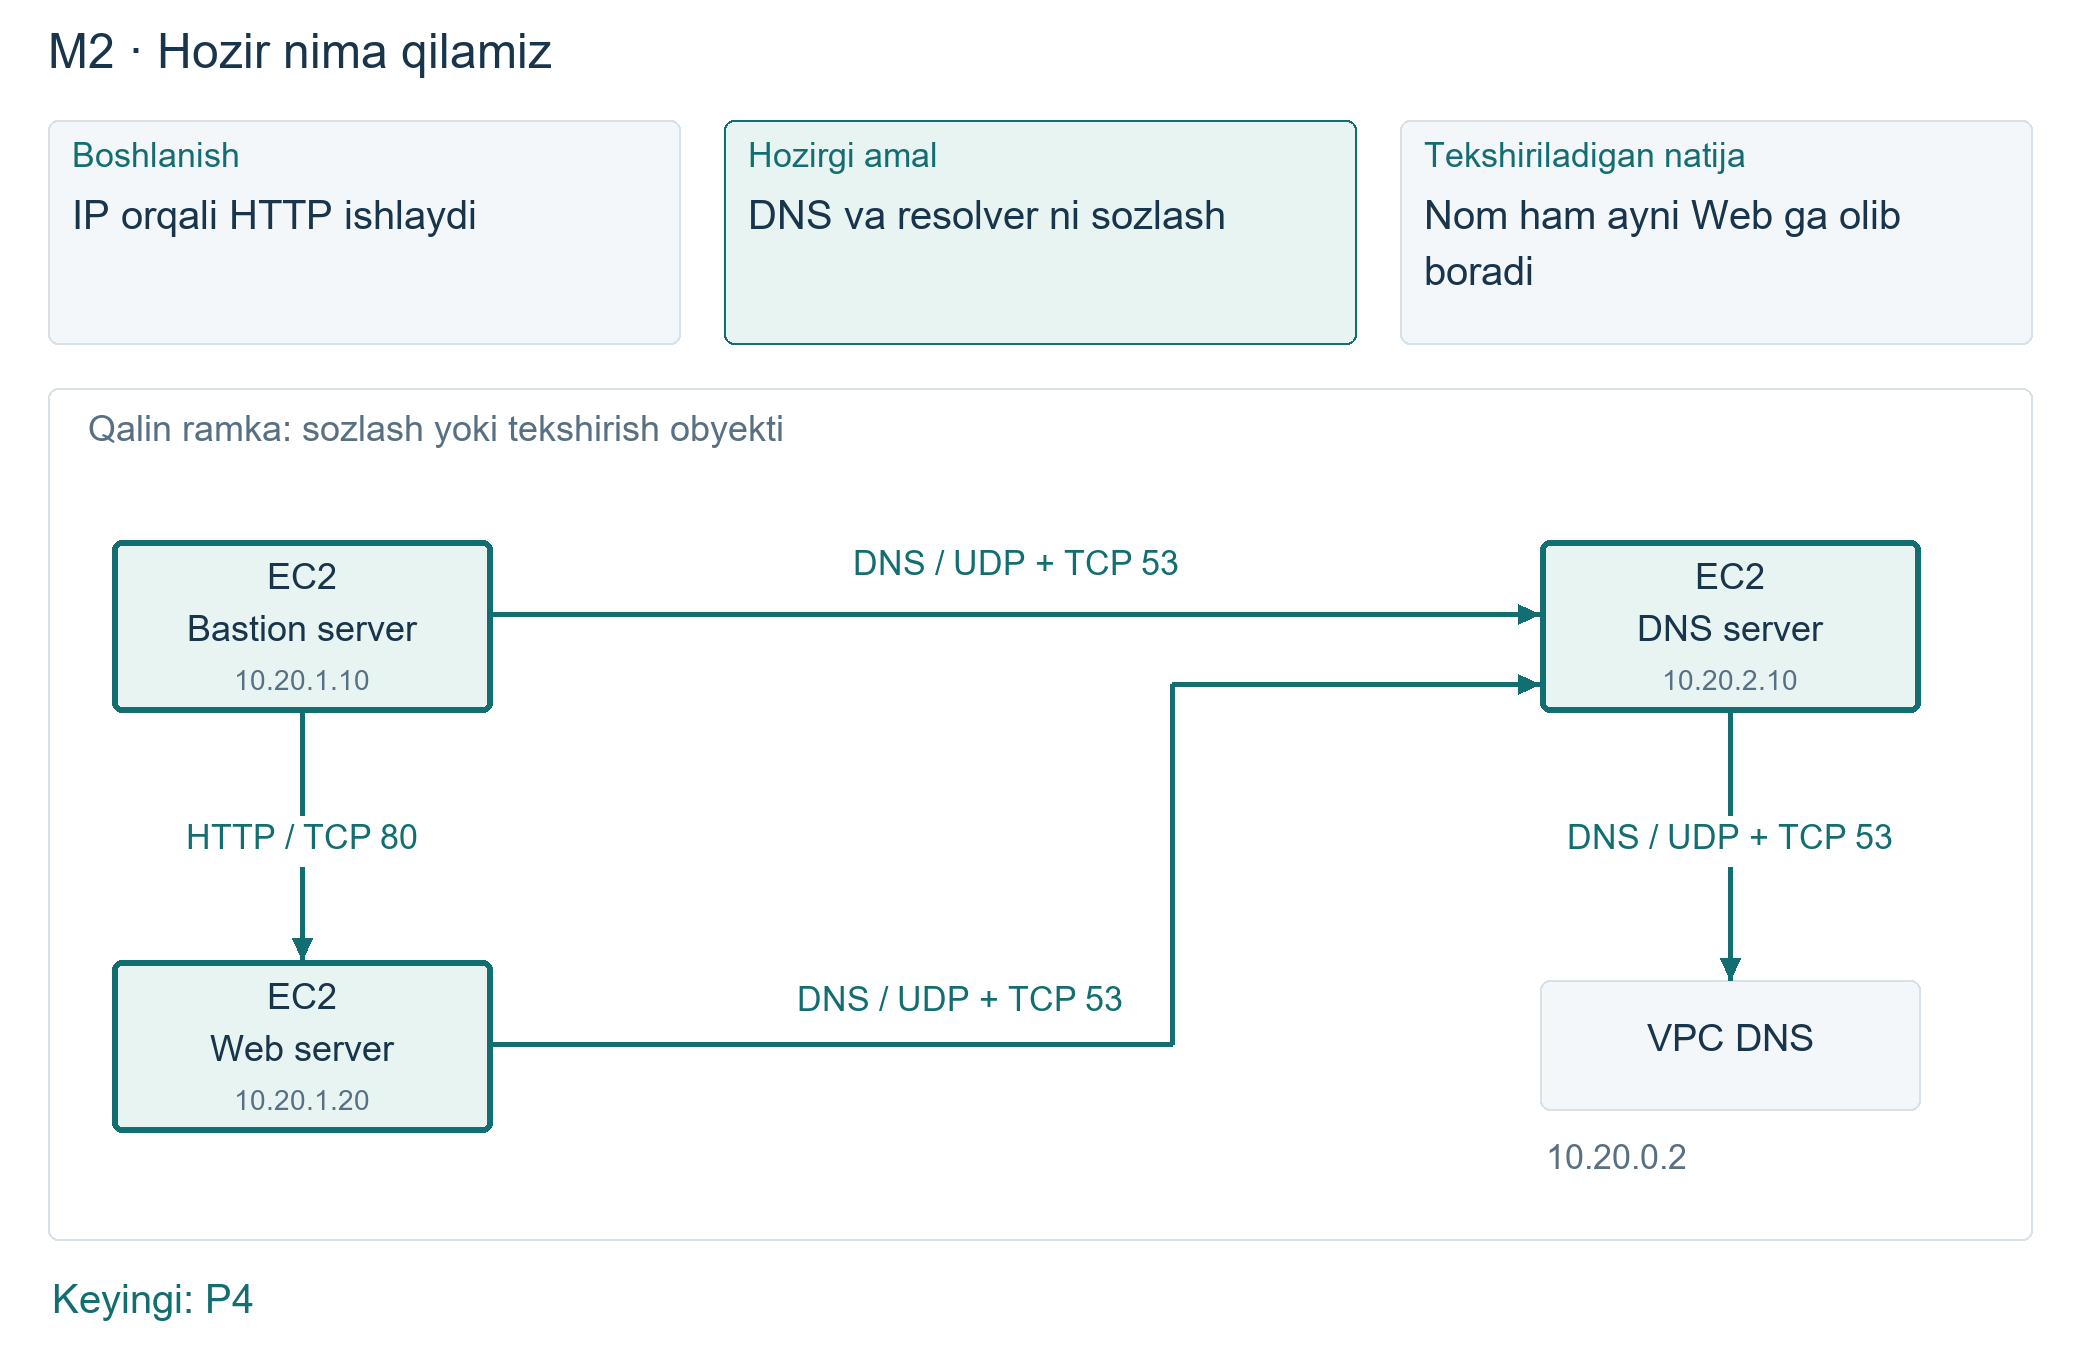 M2 · Hozir nima qilamiz
Boshlanish
IP orqali HTTP ishlaydi
Hozirgi amal
DNS va resolver ni sozlash
Tekshiriladigan natija
Nom ham ayni Web ga olib
boradi
Qalin ramka: sozlash yoki tekshirish obyekti
EC2
Bastion server
10.20.1.10
DNS / UDP + TCP 53
EC2
DNS server
10.20.2.10
HTTP / TCP 80
DNS / UDP + TCP 53
EC2
Web server
10.20.1.20
DNS / UDP + TCP 53
VPC DNS
10.20.0.2
Keyingi: P4